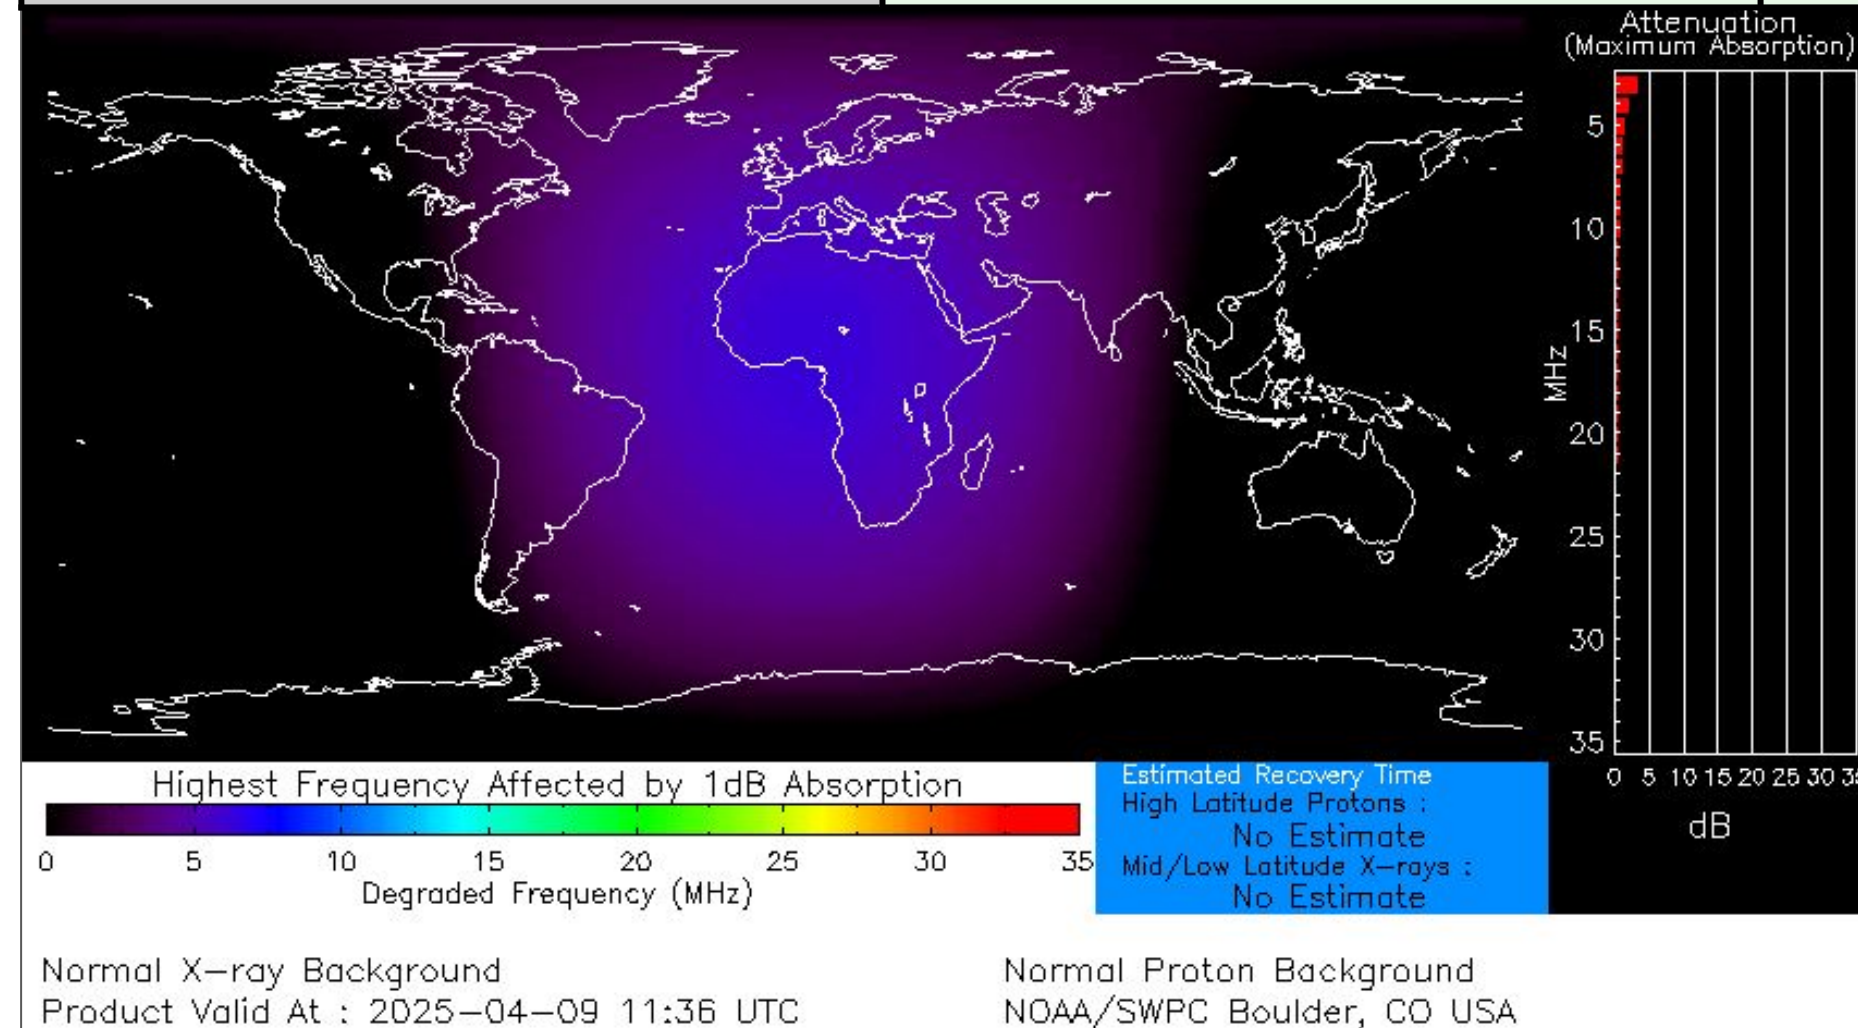 Attenuation
(Maximum Absorption)
5
10
15
20
25
30
35
MHz
0 5 10 15 20 25 30
dB
Highest Frequency Affected by 1dB Absorption
0 5 10 15 20 25 30 35
Degraded Frequency (MHz)
Estimated Recovery Time
High Latitude Protons :
No Estimate
Mid/Low Latitude X-rays :
No Estimate
Normal X-ray Background
Product Valid At : 2025-04-09 11:36 UTC
Normal Proton Background
NOAA/SWPC Boulder, CO USA